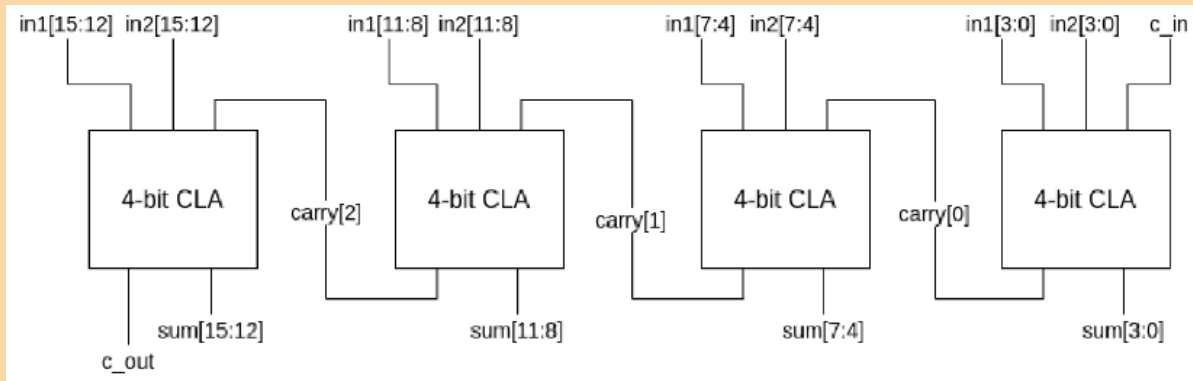 in1[15:12] in2[15:12] in1[11:8] in2[11:8] in1[7:4] in2[7:4] in1[3:0] in2[3:0] c_in
4-bit CLA 4-bit CLA 4-bit CLA 4-bit CLA
carry[2] carry[1] carry[0]
sum[15:12] sum[11:8] sum[7:4] sum[3:0]
c_out